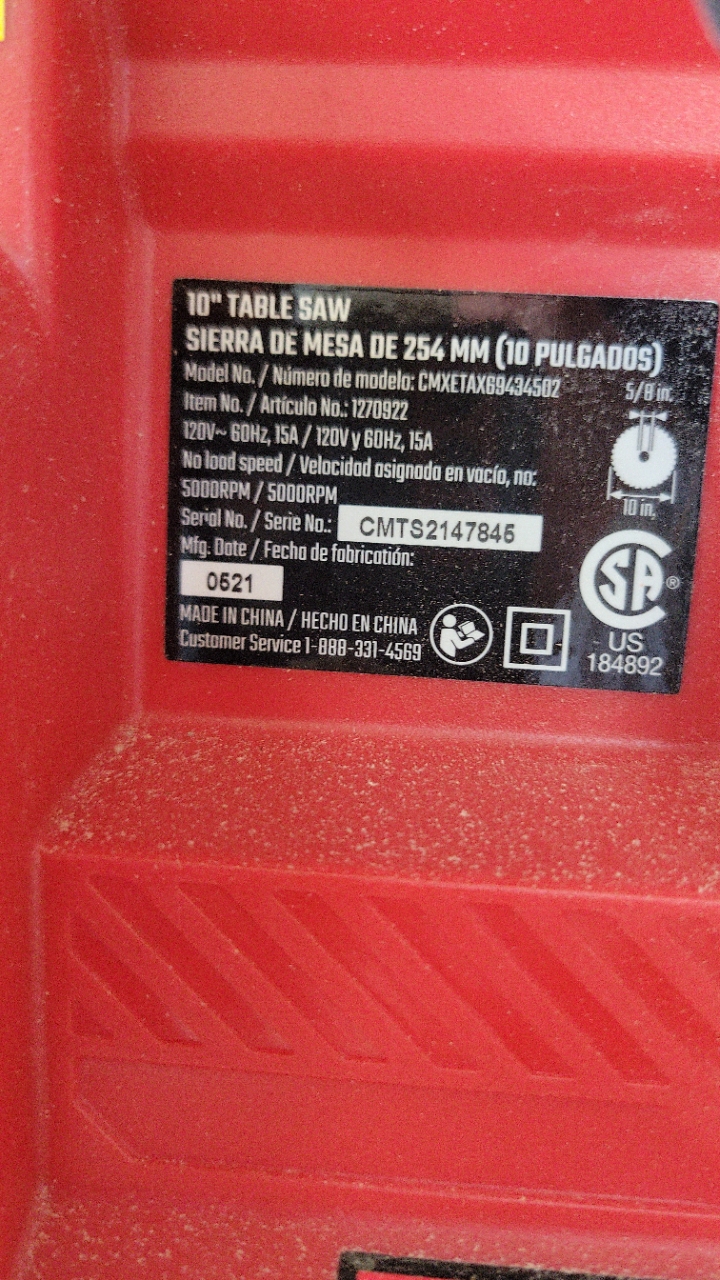 10" TABLE SAW
SIERRA DE MESA DE 254 MM (10 PULGADOS)
Model No. / Número de modelo: CMXETAX69434502
Item No. / Artículo No.: 1270922
120V~ 60Hz, 15A / 120V y 60Hz, 15A
No load speed / Velocidad asignada en vacío, no:
5000RPM / 5000RPM
Serial No. / Serie No.: CMTS2147845
Mfg. Date / Fecha de fabricatión:
0521
MADE IN CHINA / HECHO EN CHINA
Customer Service 1-888-331-4569
5/8 in.
10 in.
SA ®
US
184892